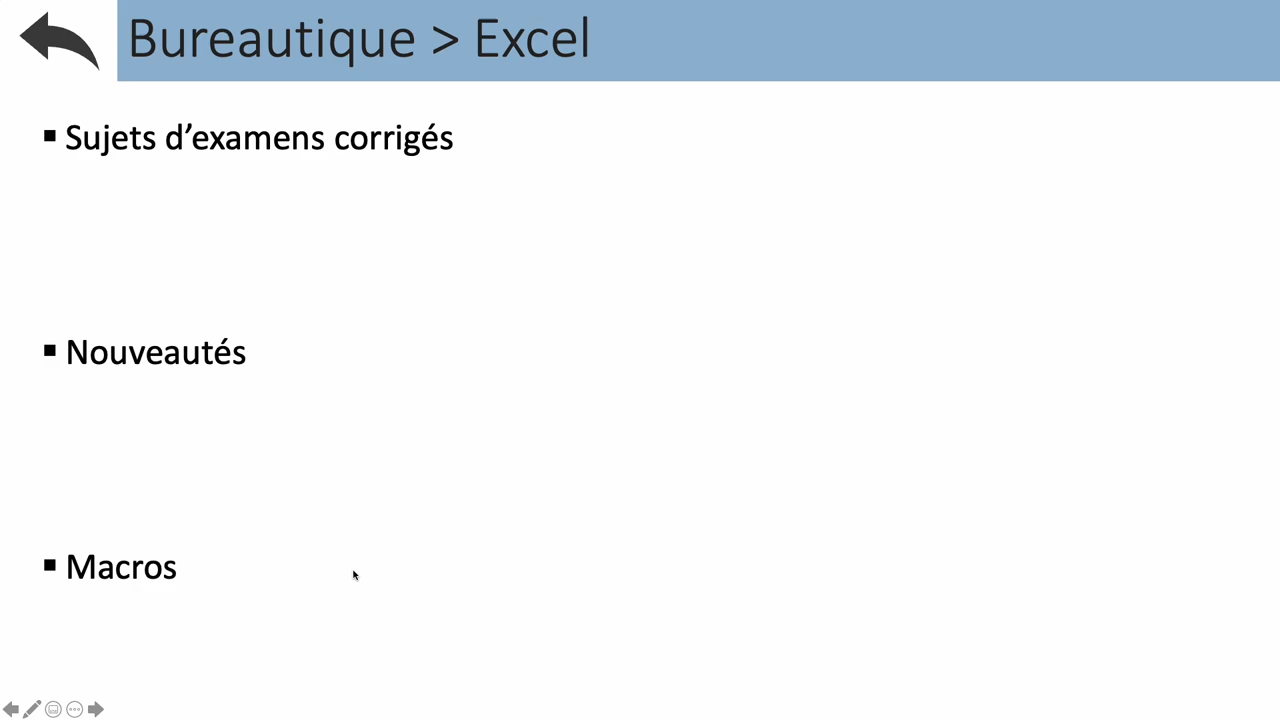 Bureautique > Excel
▪ Sujets d’examens corrigés
▪ Nouveautés
▪ Macros